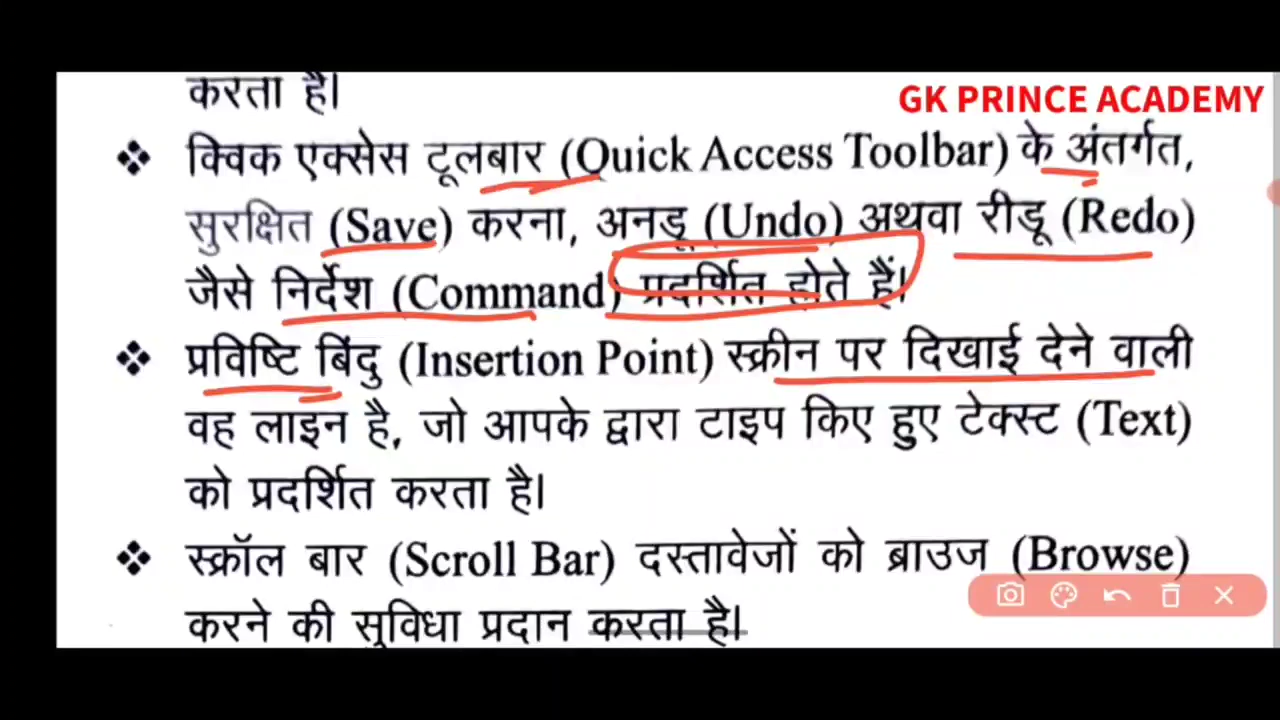 करता है।
GK PRINCE ACADEMY
❖ क्विक एक्सेस टूलबार (Quick Access Toolbar) के अंतर्गत,
सुरक्षित (Save) करना, अनडू (Undo) अथवा रीडू (Redo)
जैसे निर्देश (Command) प्रदर्शित होते हैं।
❖ प्रविष्टि बिंदु (Insertion Point) स्क्रीन पर दिखाई देने वाली
वह लाइन है, जो आपके द्वारा टाइप किए हुए टेक्स्ट (Text)
को प्रदर्शित करता है।
❖ स्क्रॉल बार (Scroll Bar) दस्तावेजों को ब्राउज (Browse)
करने की सुविधा प्रदान करता है।